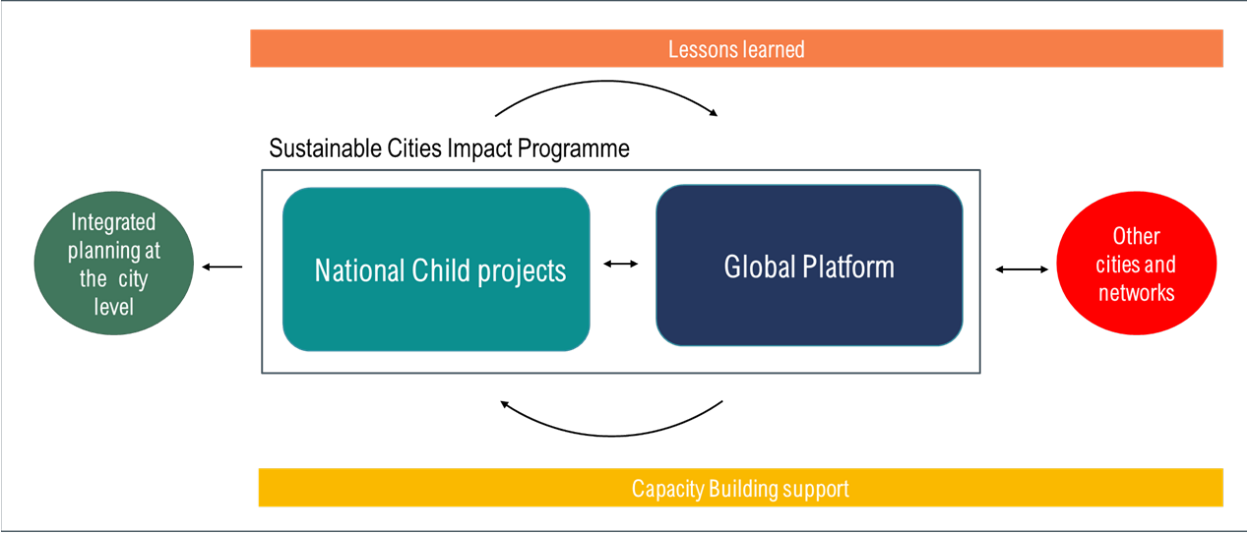 Lessons learned
Sustainable Cities Impact Programme
Integrated
planning at
the city
level
National Child projects
Global Platform
Other
cities and
networks
Capacity Building support